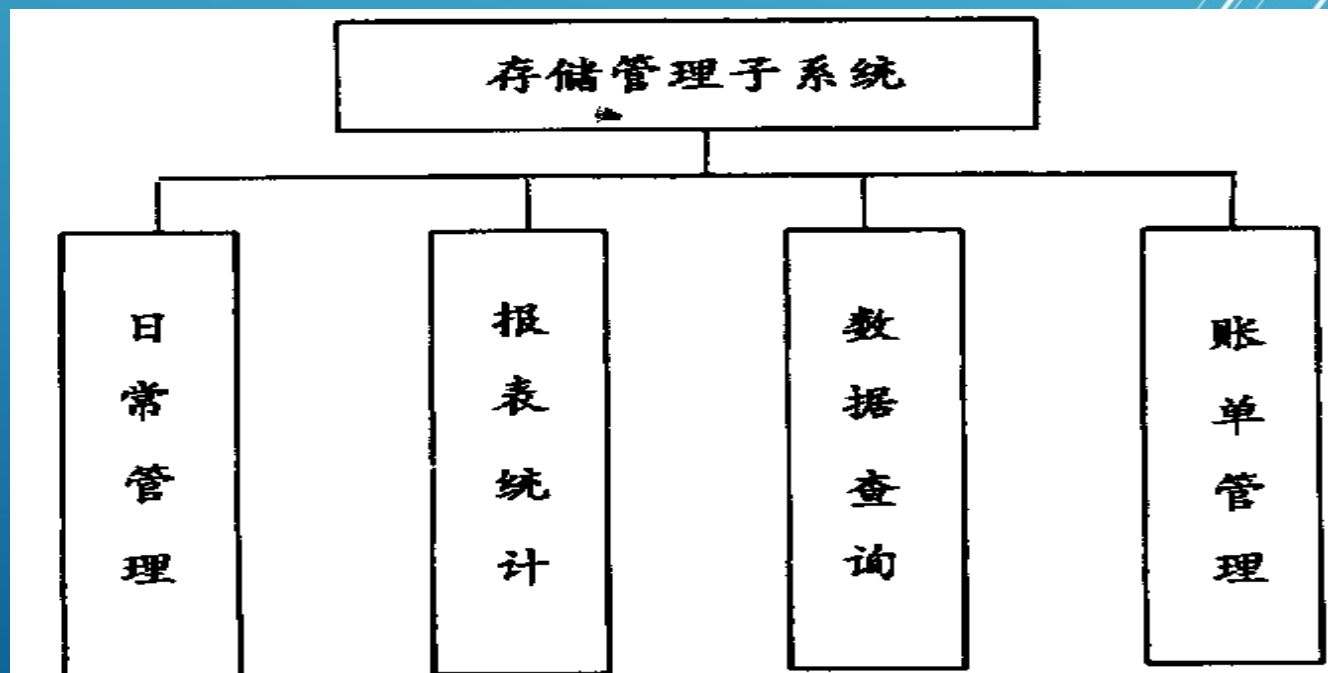 存储管理子系统
日常管理
报表统计
数据查询
账单管理